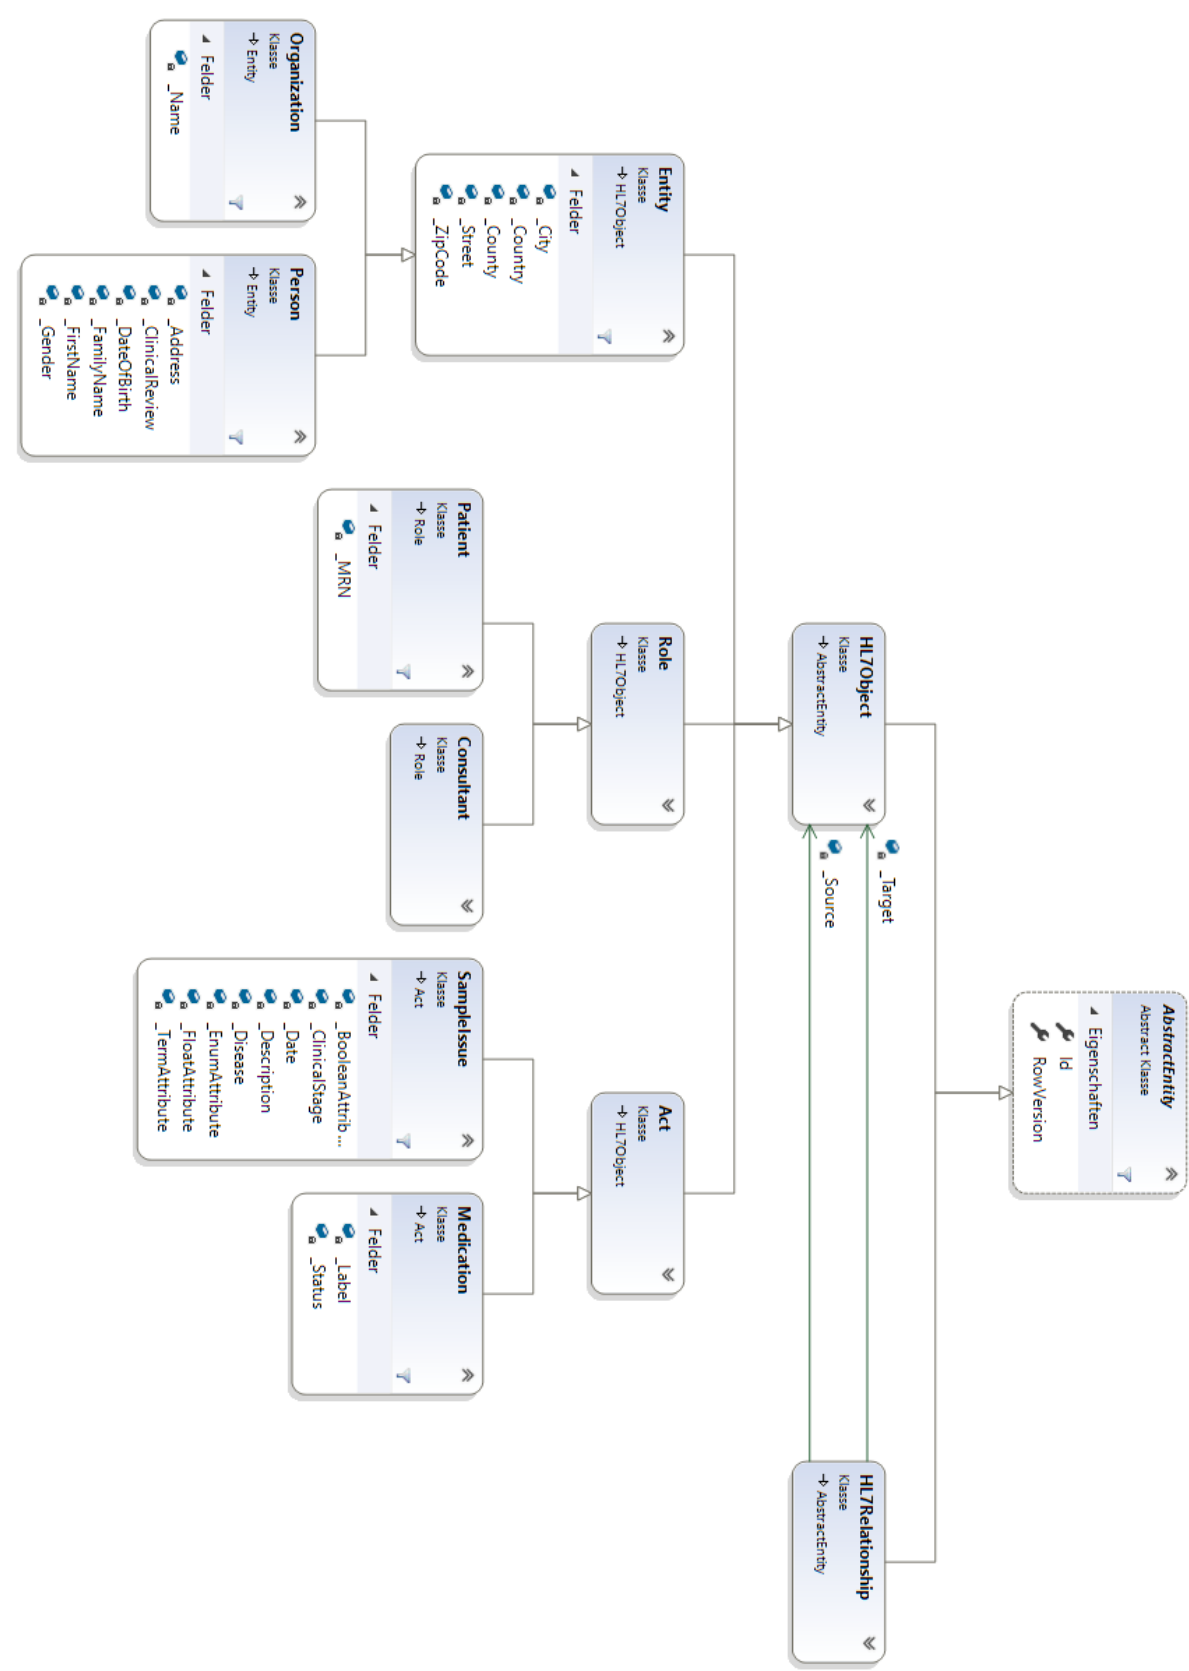 AbstractEntity
Abstract Klasse
Eigenschaften
Id
RowVersion
HL7Object
Klasse
→ AbstractEntity
_Target
_Source
HL7Relationship
Klasse
→ AbstractEntity
Entity
Klasse
→ HL7Object
Felder
_City
_Country
_County
_Street
_ZipCode
Role
Klasse
→ HL7Object
Act
Klasse
→ HL7Object
Organization
Klasse
→ Entity
Felder
_Name
Person
Klasse
→ Entity
Felder
_Address
_ClinicalReview
_DateOfBirth
_FamilyName
_FirstName
_Gender
Patient
Klasse
→ Role
Felder
_MRN
Consultant
Klasse
→ Role
SampleIssue
Klasse
→ Act
Felder
_BooleanAttrib...
_ClinicalStage
_Date
_Description
_Disease
_EnumAttribute
_FloatAttribute
_TermAttribute
Medication
Klasse
→ Act
Felder
_Label
_Status